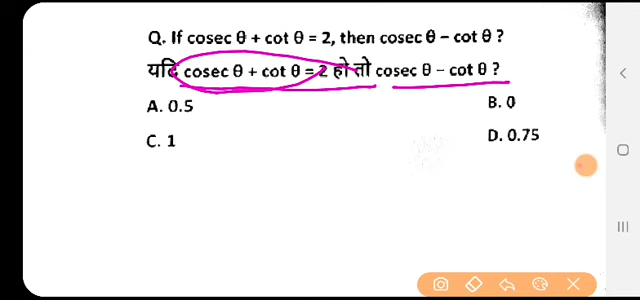 Q. If cosec θ + cot θ = 2, then cosec θ – cot θ ?
यदि cosec θ + cot θ = 2 हो तो cosec θ – cot θ ?
A. 0.5 B. 0
C. 1 D. 0.75